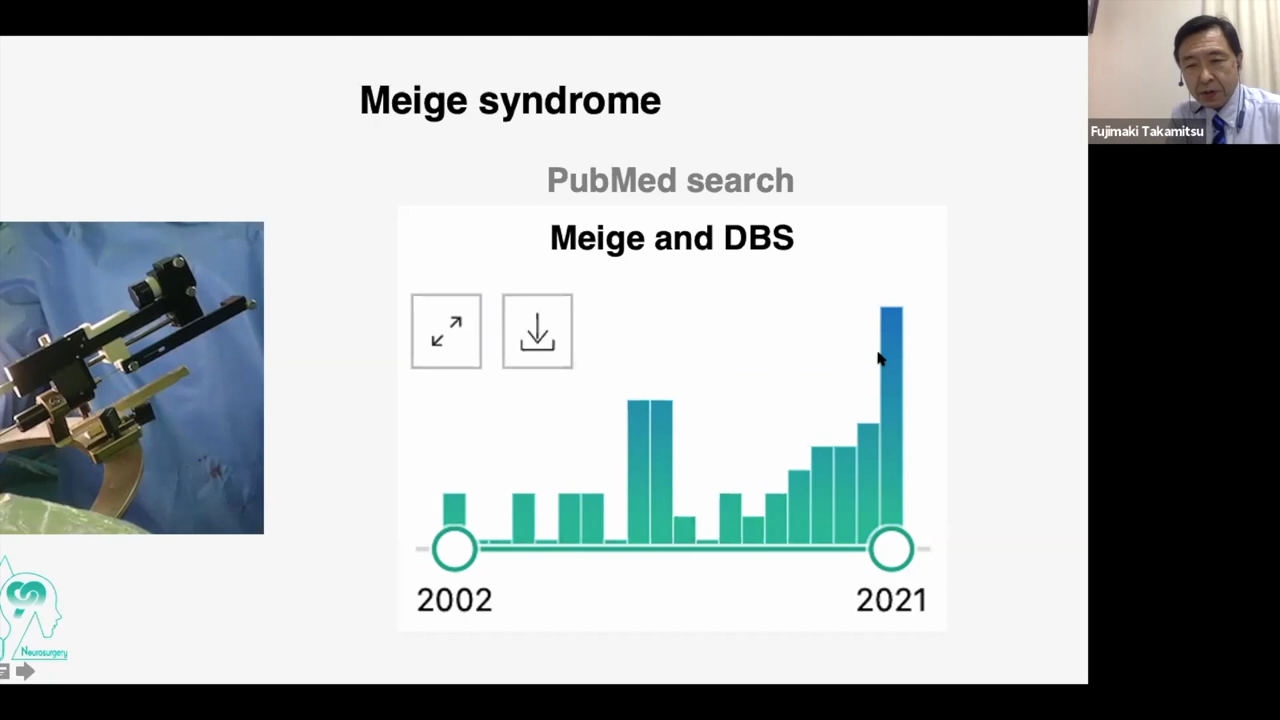 Meige syndrome
Fujimaki Takamitsu
PubMed search
Meige and DBS
2002
2021
Neurosurgery